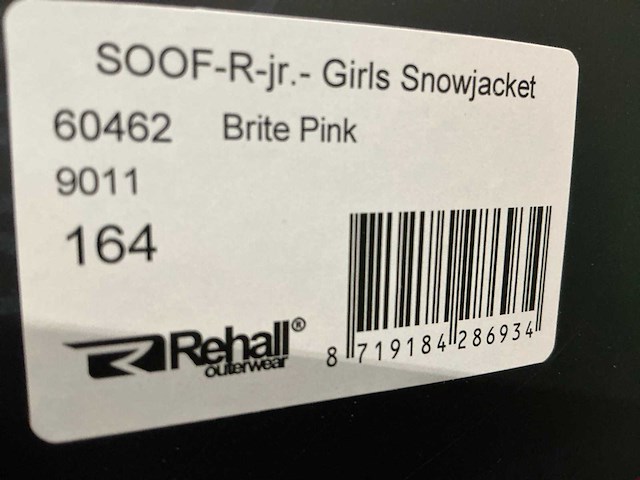 SOOF-R-jr.- Girls Snowjacket
60462 Brite Pink
9011
164
Rehall®
outerwear
8 719184 286934